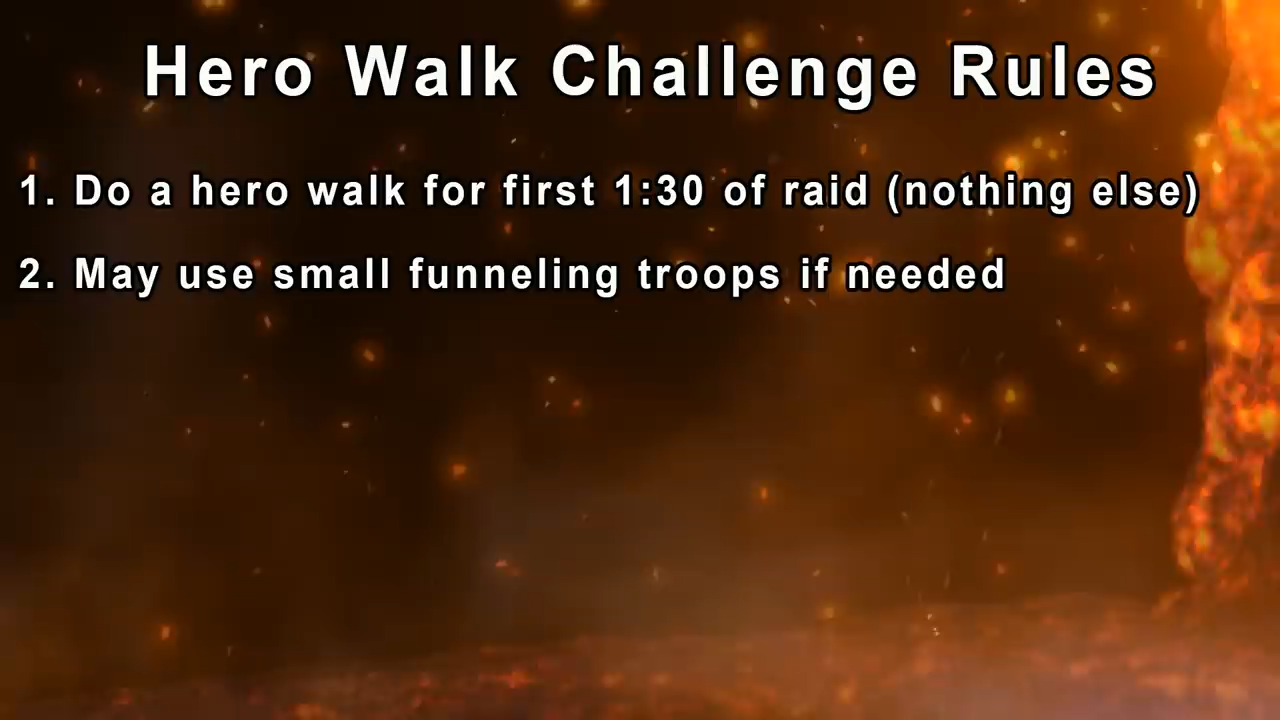 Hero Walk Challenge Rules
1. Do a hero walk for first 1:30 of raid (nothing else)
2. May use small funneling troops if needed